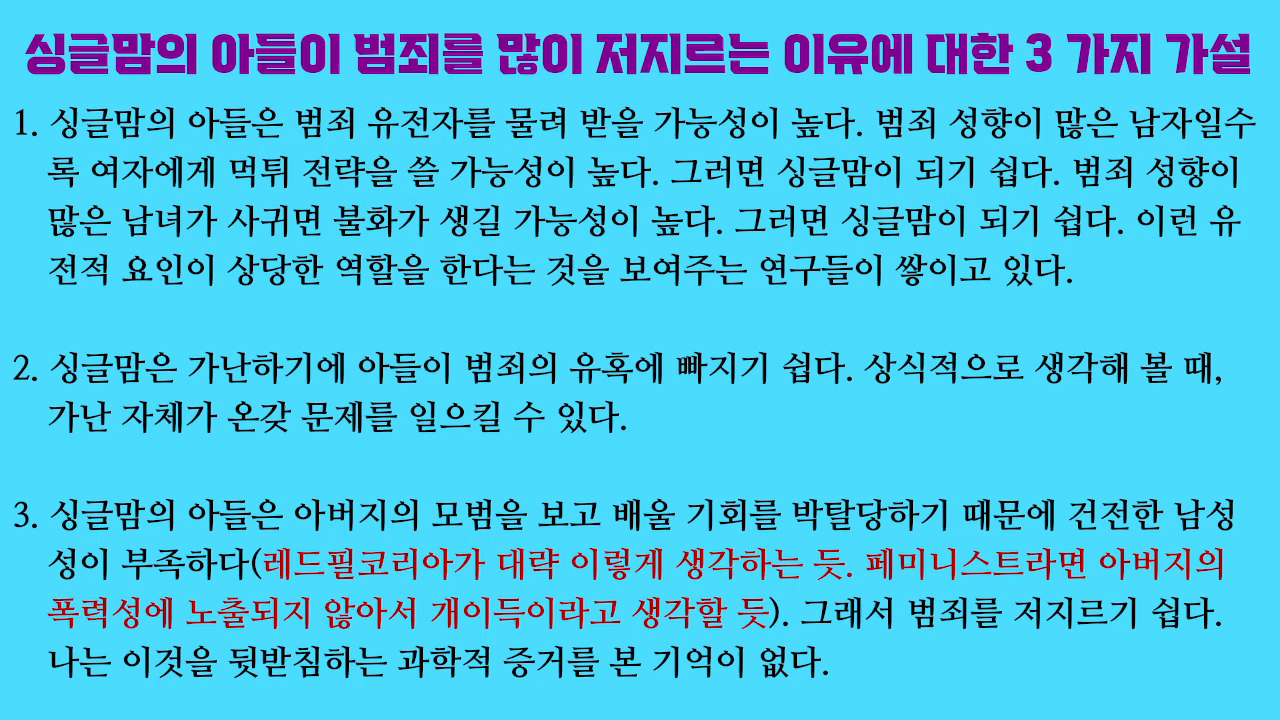 싱글맘의 아들이 범죄를 많이 저지르는 이유에 대한 3 가지 가설
1. 싱글맘의 아들은 범죄 유전자를 물려 받을 가능성이 높다. 범죄 성향이 많은 남자일수
록 여자에게 먹튀 전략을 쓸 가능성이 높다. 그러면 싱글맘이 되기 쉽다. 범죄 성향이
많은 남녀가 사귀면 불화가 생길 가능성이 높다. 그러면 싱글맘이 되기 쉽다. 이런 유
전적 요인이 상당한 역할을 한다는 것을 보여주는 연구들이 쌓이고 있다.
2. 싱글맘은 가난하기에 아들이 범죄의 유혹에 빠지기 쉽다. 상식적으로 생각해 볼 때,
가난 자체가 온갖 문제를 일으킬 수 있다.
3. 싱글맘의 아들은 아버지의 모범을 보고 배울 기회를 박탈당하기 때문에 건전한 남성
성이 부족하다(레드필코리아가 대략 이렇게 생각하는 듯. 페미니스트라면 아버지의
폭력성에 노출되지 않아서 개이득이라고 생각할 듯). 그래서 범죄를 저지르기 쉽다.
나는 이것을 뒷받침하는 과학적 증거를 본 기억이 없다.